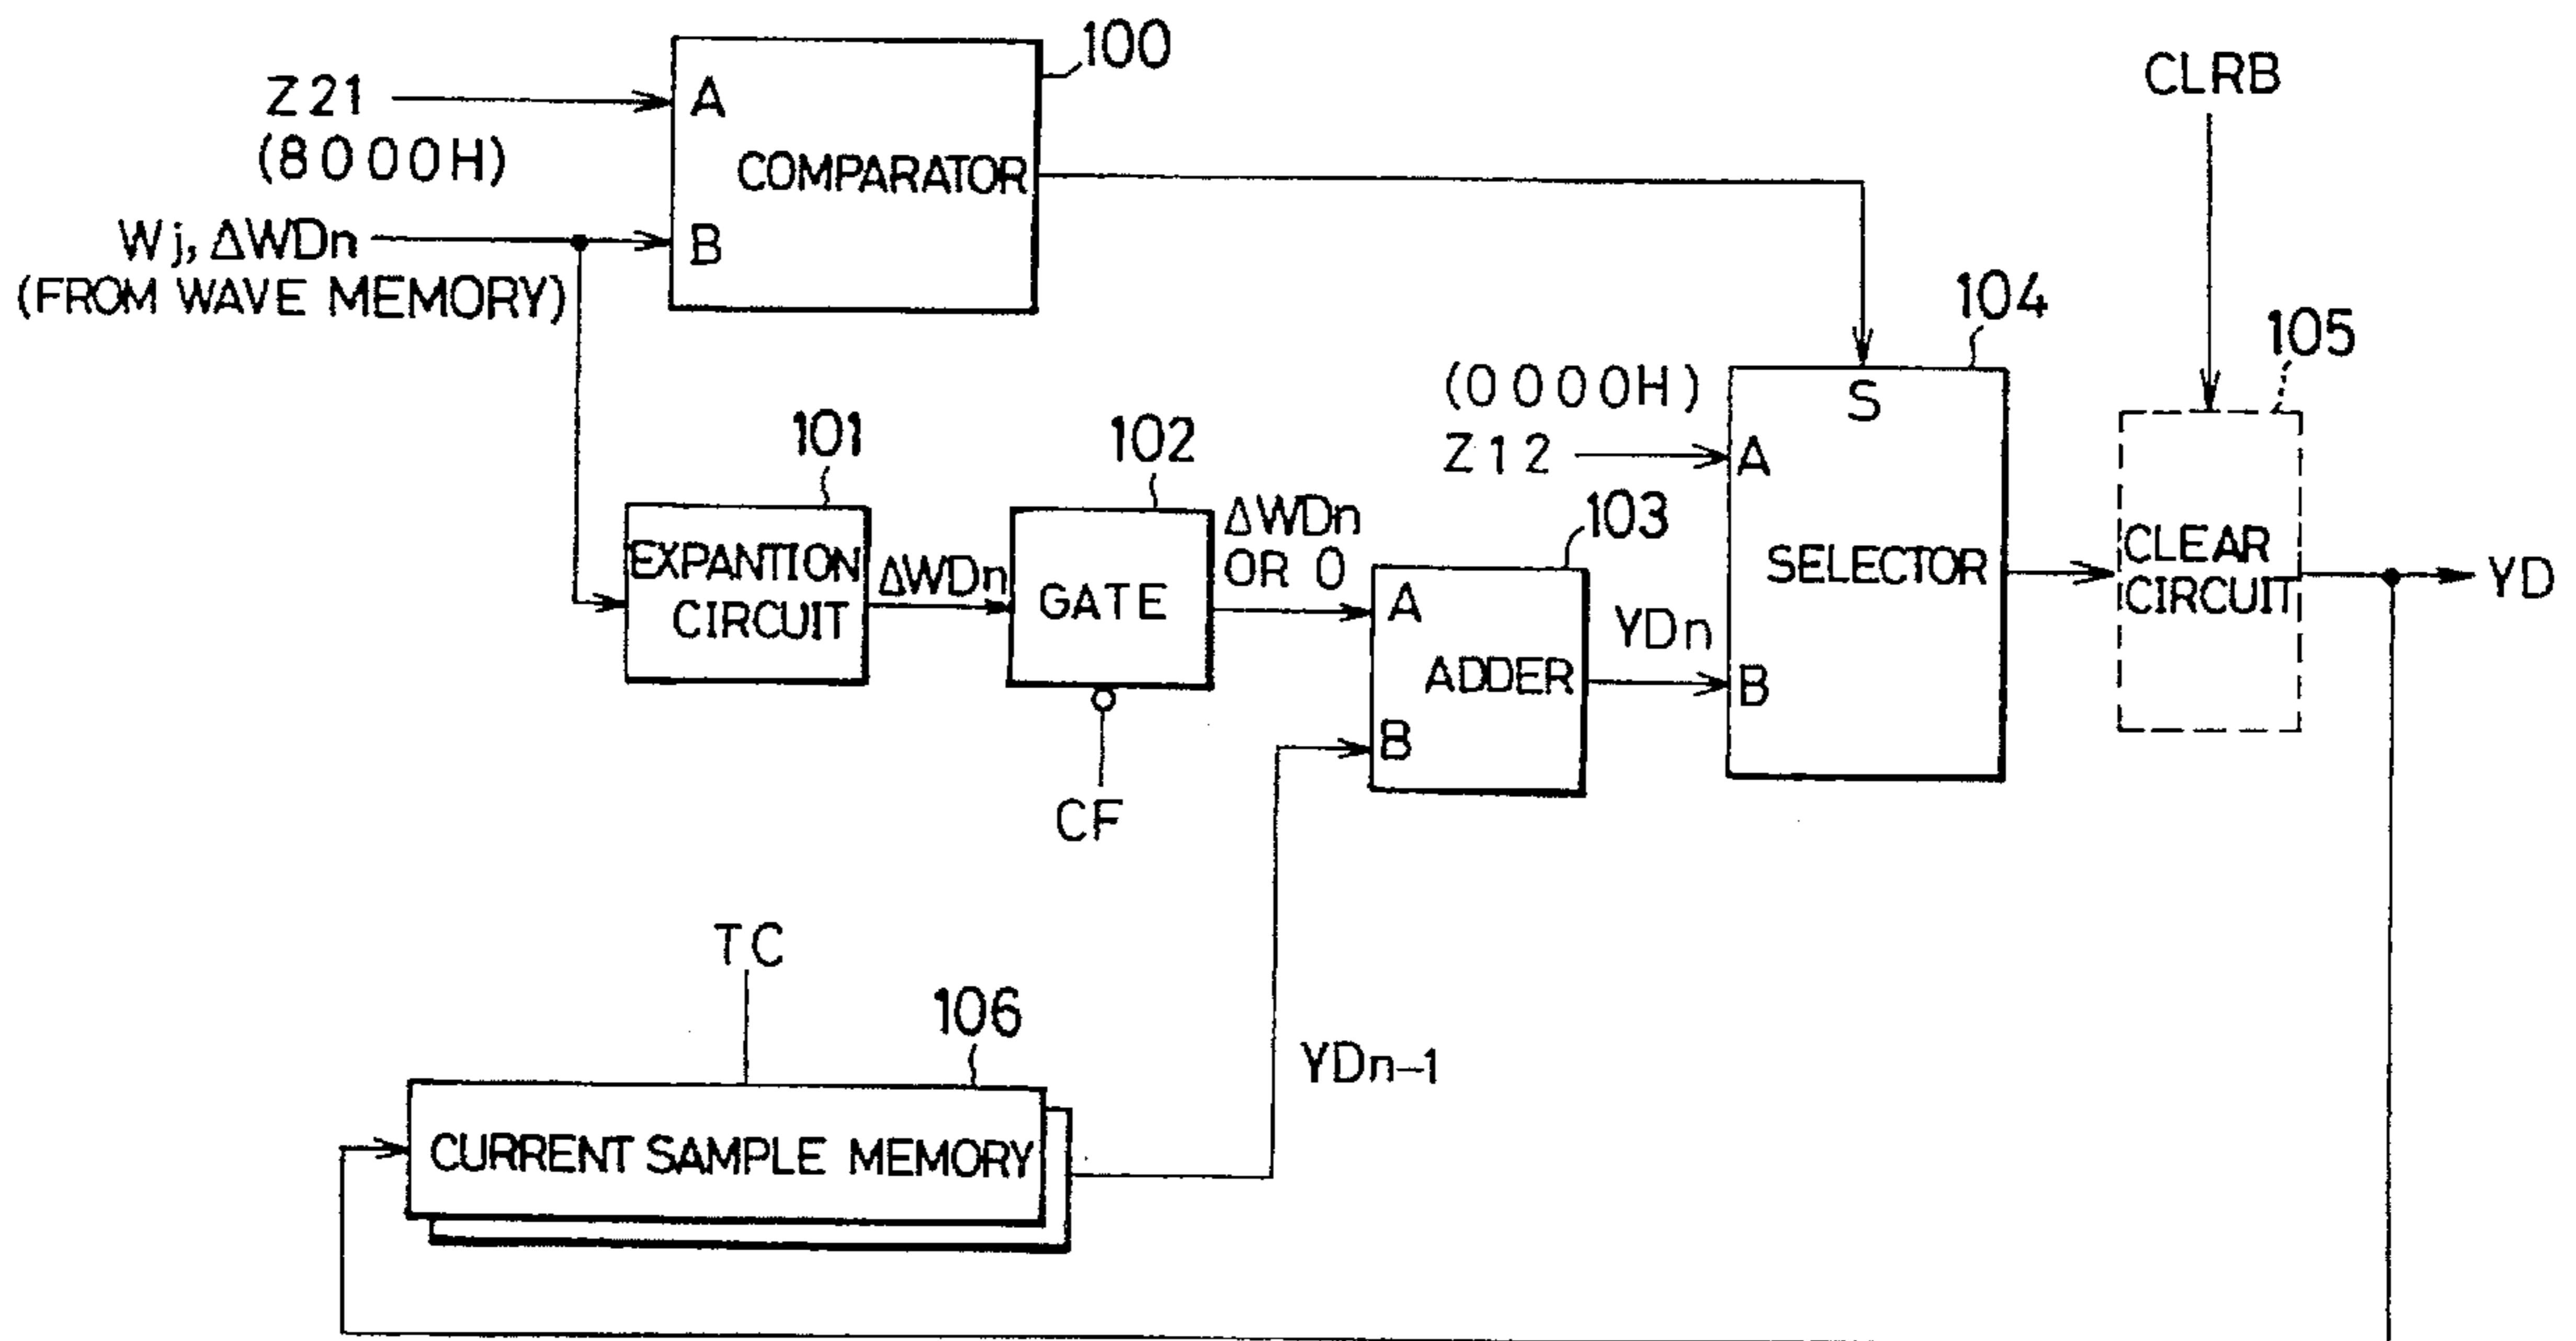 100
Z21
(8000H)
A
COMPARATOR
CLRB
Wj, ΔWDn
(FROM WAVE MEMORY)
B
104
105
(0000H)
Z12
S
A
101
102
ΔWDn
OR 0
103
EXPANTION
CIRCUIT
ΔWDn
GATE
A
ADDER
B
YDn
SELECTOR
B
CLEAR
CIRCUIT
YD
CF
TC
106
CURRENT SAMPLE MEMORY
YDn-1